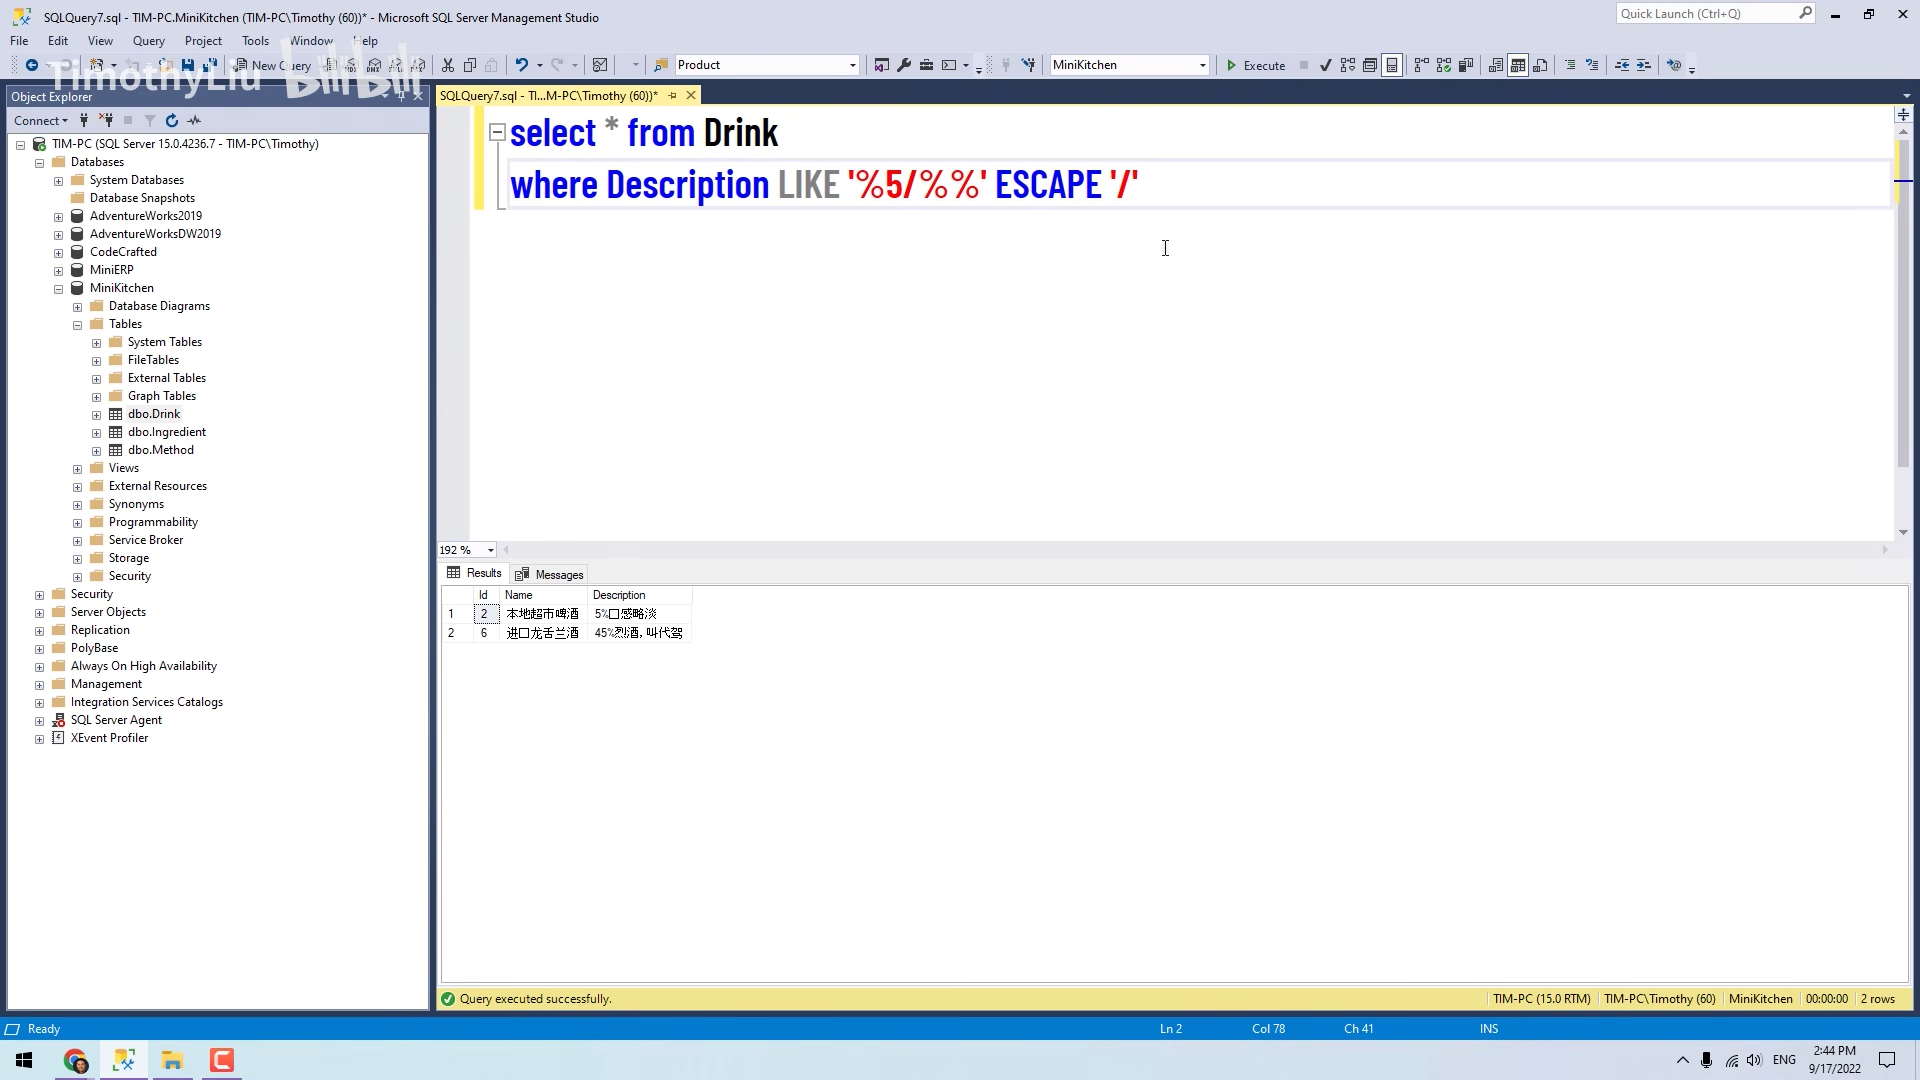 SQLQuery7.sql - TIM-PC.MiniKitchen (TIM-PC\Timothy (60))* - Microsoft SQL Server Management Studio
Quick Launch (Ctrl+Q)
File Edit View Query Project Tools Window Help
New Query
Product
MiniKitchen
Execute
TimothyLiu bilibili
Object Explorer
SQLQuery7.sql - TI...M-PC\Timothy (60))*
Connect
TIM-PC (SQL Server 15.0.4236.7 - TIM-PC\Timothy)
Databases
System Databases
Database Snapshots
AdventureWorks2019
AdventureWorksDW2019
CodeCrafted
MiniERP
MiniKitchen
Database Diagrams
Tables
System Tables
FileTables
External Tables
Graph Tables
dbo.Drink
dbo.Ingredient
dbo.Method
Views
External Resources
Synonyms
Programmability
Service Broker
Storage
Security
Security
Server Objects
Replication
PolyBase
Always On High Availability
Management
Integration Services Catalogs
SQL Server Agent
XEvent Profiler
select * from Drink
where Description LIKE '%5/%%' ESCAPE '/'
192 %
Results Messages
Id Name Description
1 2 本地超市啤酒 5%口感略淡
2 6 进口龙舌兰酒 45%烈酒，叫代驾
Query executed successfully.
TIM-PC (15.0 RTM) TIM-PC\Timothy (60) MiniKitchen 00:00:00 2 rows
Ready
Ln 2 Col 78 Ch 41 INS
ENG
2:44 PM
9/17/2022